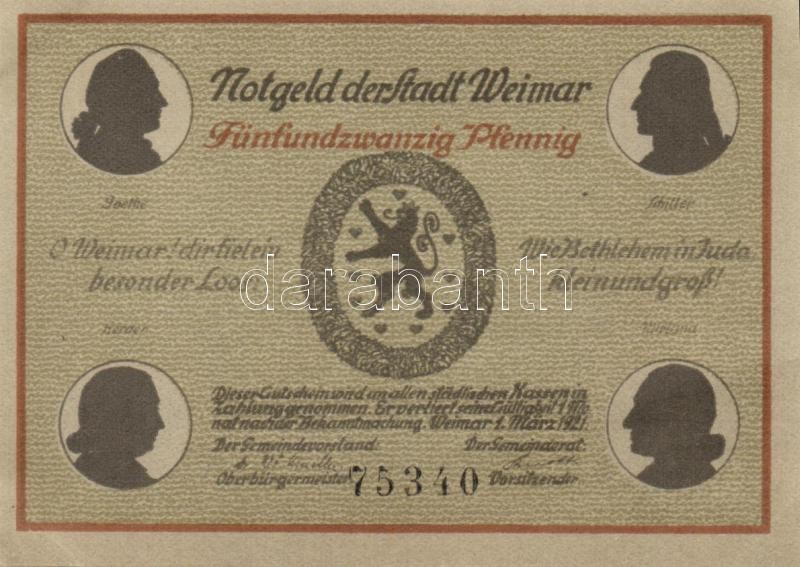 Notgeld der Stadt Weimar
Fünfundzwanzig Pfennig
Goethe
Schiller
O Weimar! dir fiel ein
besonder Loos
Wie Bethlehem in Juda
klein und groß!
darabanth
Herder
Wieland
Dieser Gutschein wird an allen städtischen Kassen in
Zahlung genommen. Er verliert seine Gültigkeit 1 Mo-
nat nach der Bekanntmachung. Weimar 1. März 1921.
Der Gemeindevorstand: Der Gemeinderat:
Oberbürgermeister 75340 Vorsitzender